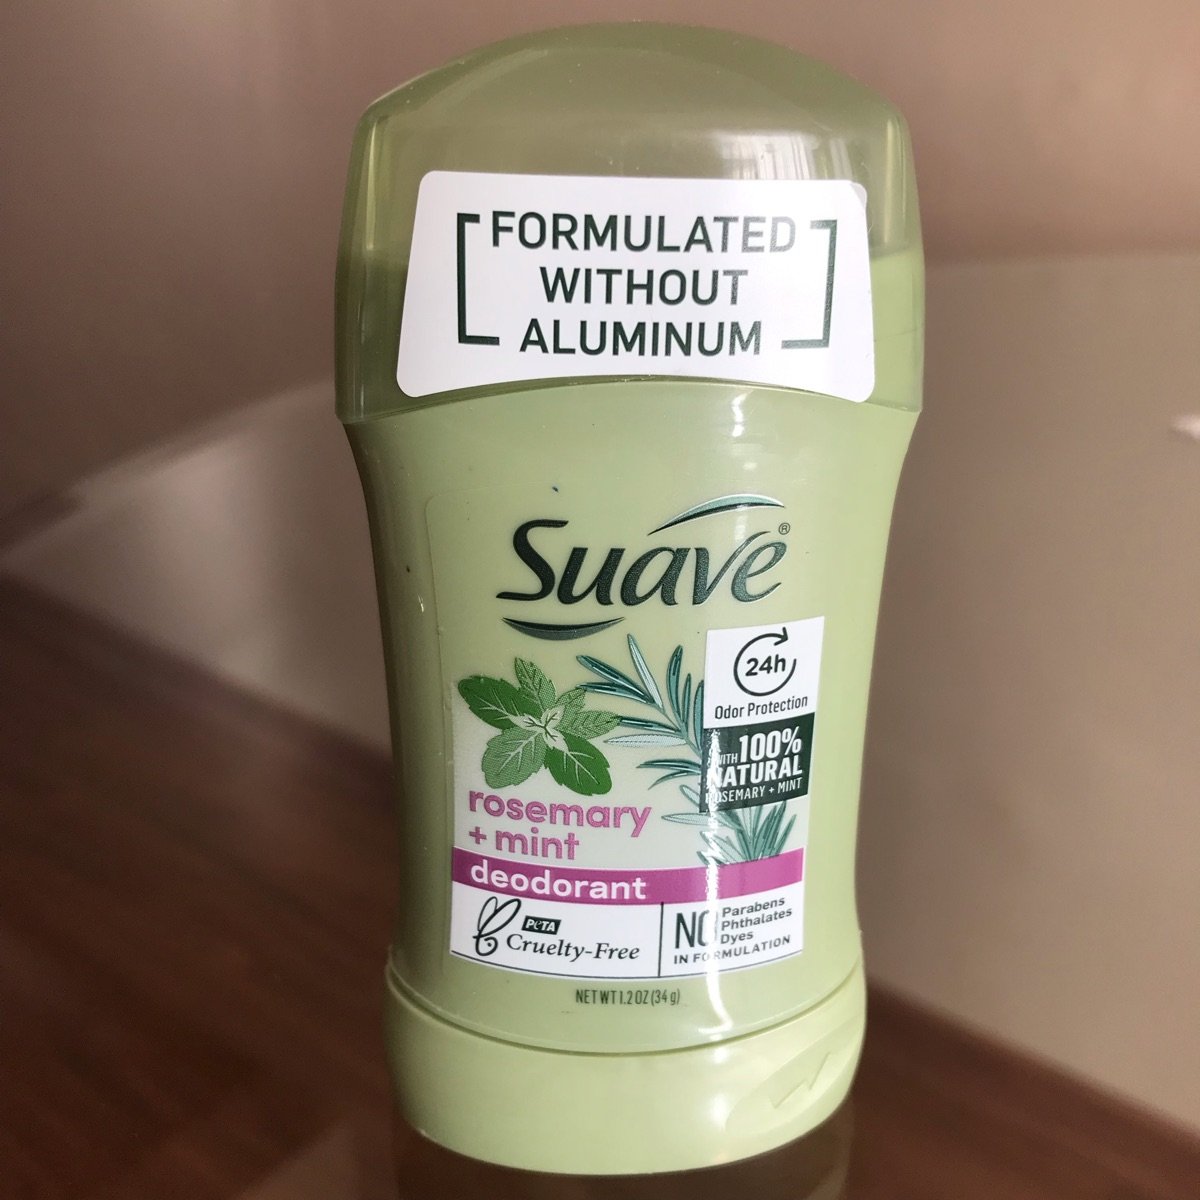 FORMULATED
WITHOUT
ALUMINUM
Suave®
24h
Odor Protection
WITH 100%
NATURAL
ROSEMARY + MINT
rosemary
+ mint
deodorant
PETA
Cruelty-Free
NO Parabens
Phthalates
Dyes
IN FORMULATION
NET WT 1.2 OZ (34 g)